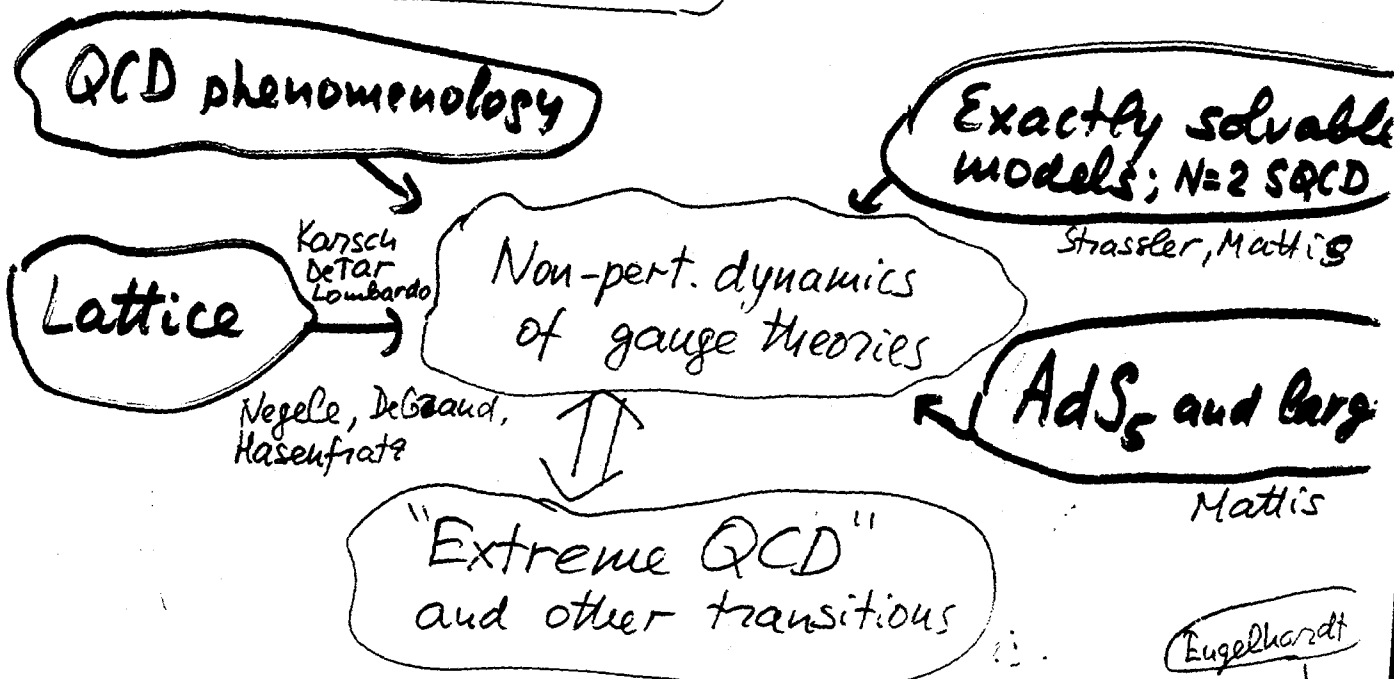 QCD phenomenology
Exactly solvable
models; N=2 SQCD
Strassler, Mattis
Karsch
DeTar
Lombardo
Lattice
Non-pert. dynamics
of gauge theories
Negele, DeGrand,
Hasenfratz
AdS₅ and larg
Mattis
"Extreme QCD"
and other transitions
Engelhardt